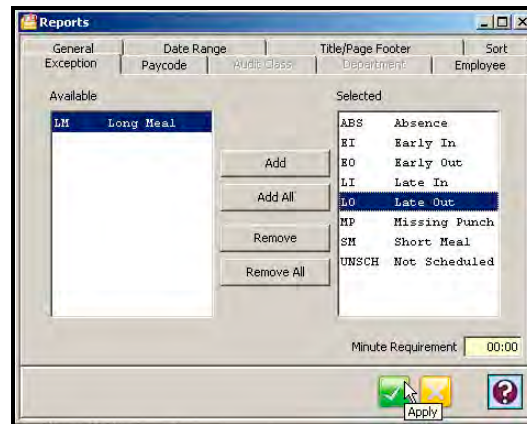 Reports
General Date Range Title/Page Footer Sort
Exception Paycode Audit Class Department Employee
Available Selected
LM Long Meal
ABS Absence
EI Early In
EO Early Out
LI Late In
LO Late Out
MP Missing Punch
SM Short Meal
UNSCH Not Scheduled
Add
Add All
Remove
Remove All
Minute Requirement 00:00
?
Apply